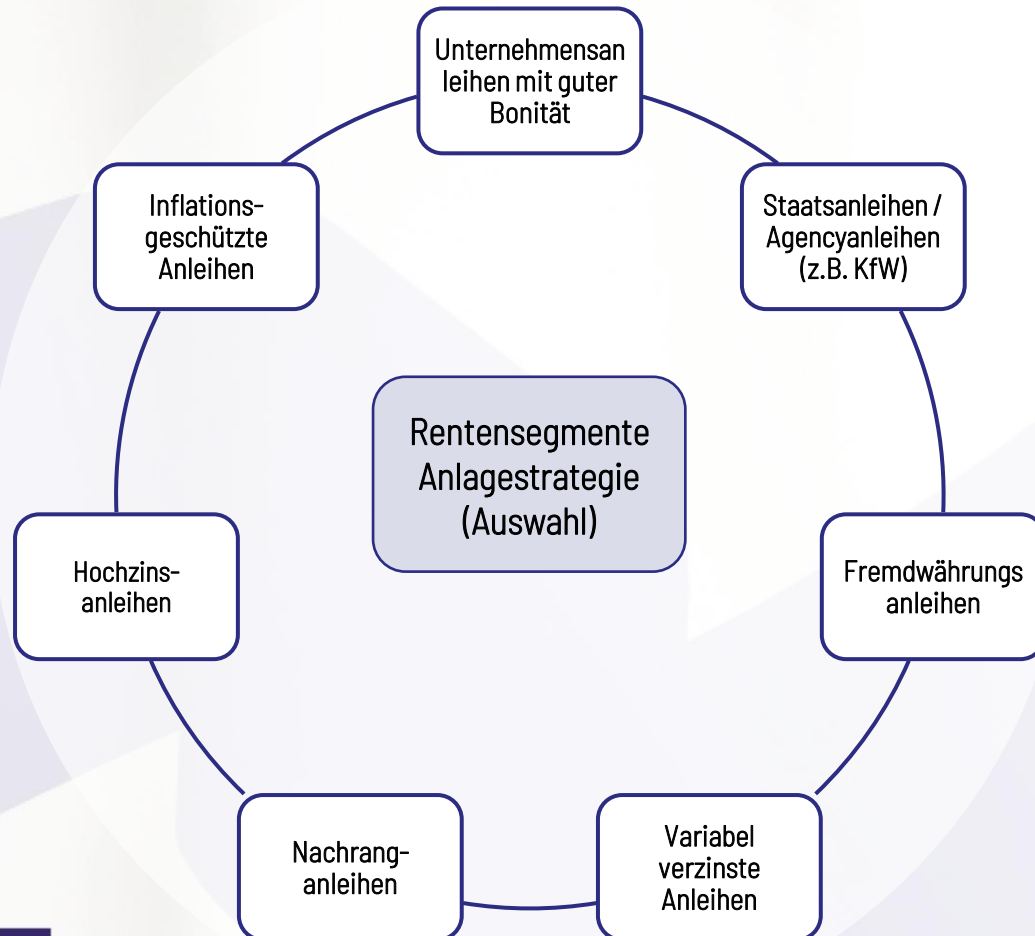 Unternehmensan
leihen mit guter
Bonität
Inflations-
geschützte
Anleihen
Staatsanleihen /
Agencyanleihen
(z.B. KfW)
Rentensegmente
Anlagestrategie
(Auswahl)
Hochzins-
anleihen
Fremdwährungs
anleihen
Nachrang-
anleihen
Variabel
verzinste
Anleihen